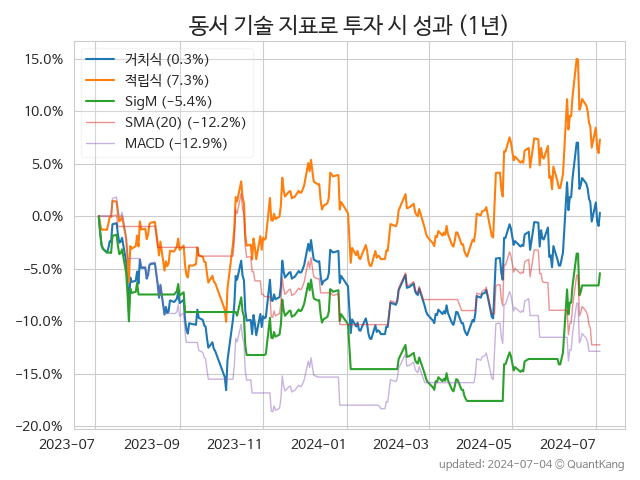 동서 기술 지표로 투자 시 성과 (1년)
거치식 (0.3%)
적립식 (7.3%)
SigM (−5.4%)
SMA(20) (−12.2%)
MACD (−12.9%)
15.0%
10.0%
5.0%
0.0%
−5.0%
−10.0%
−15.0%
−20.0%
2023-07 2023-09 2023-11 2024-01 2024-03 2024-05 2024-07
updated: 2024-07-04 © QuantKang